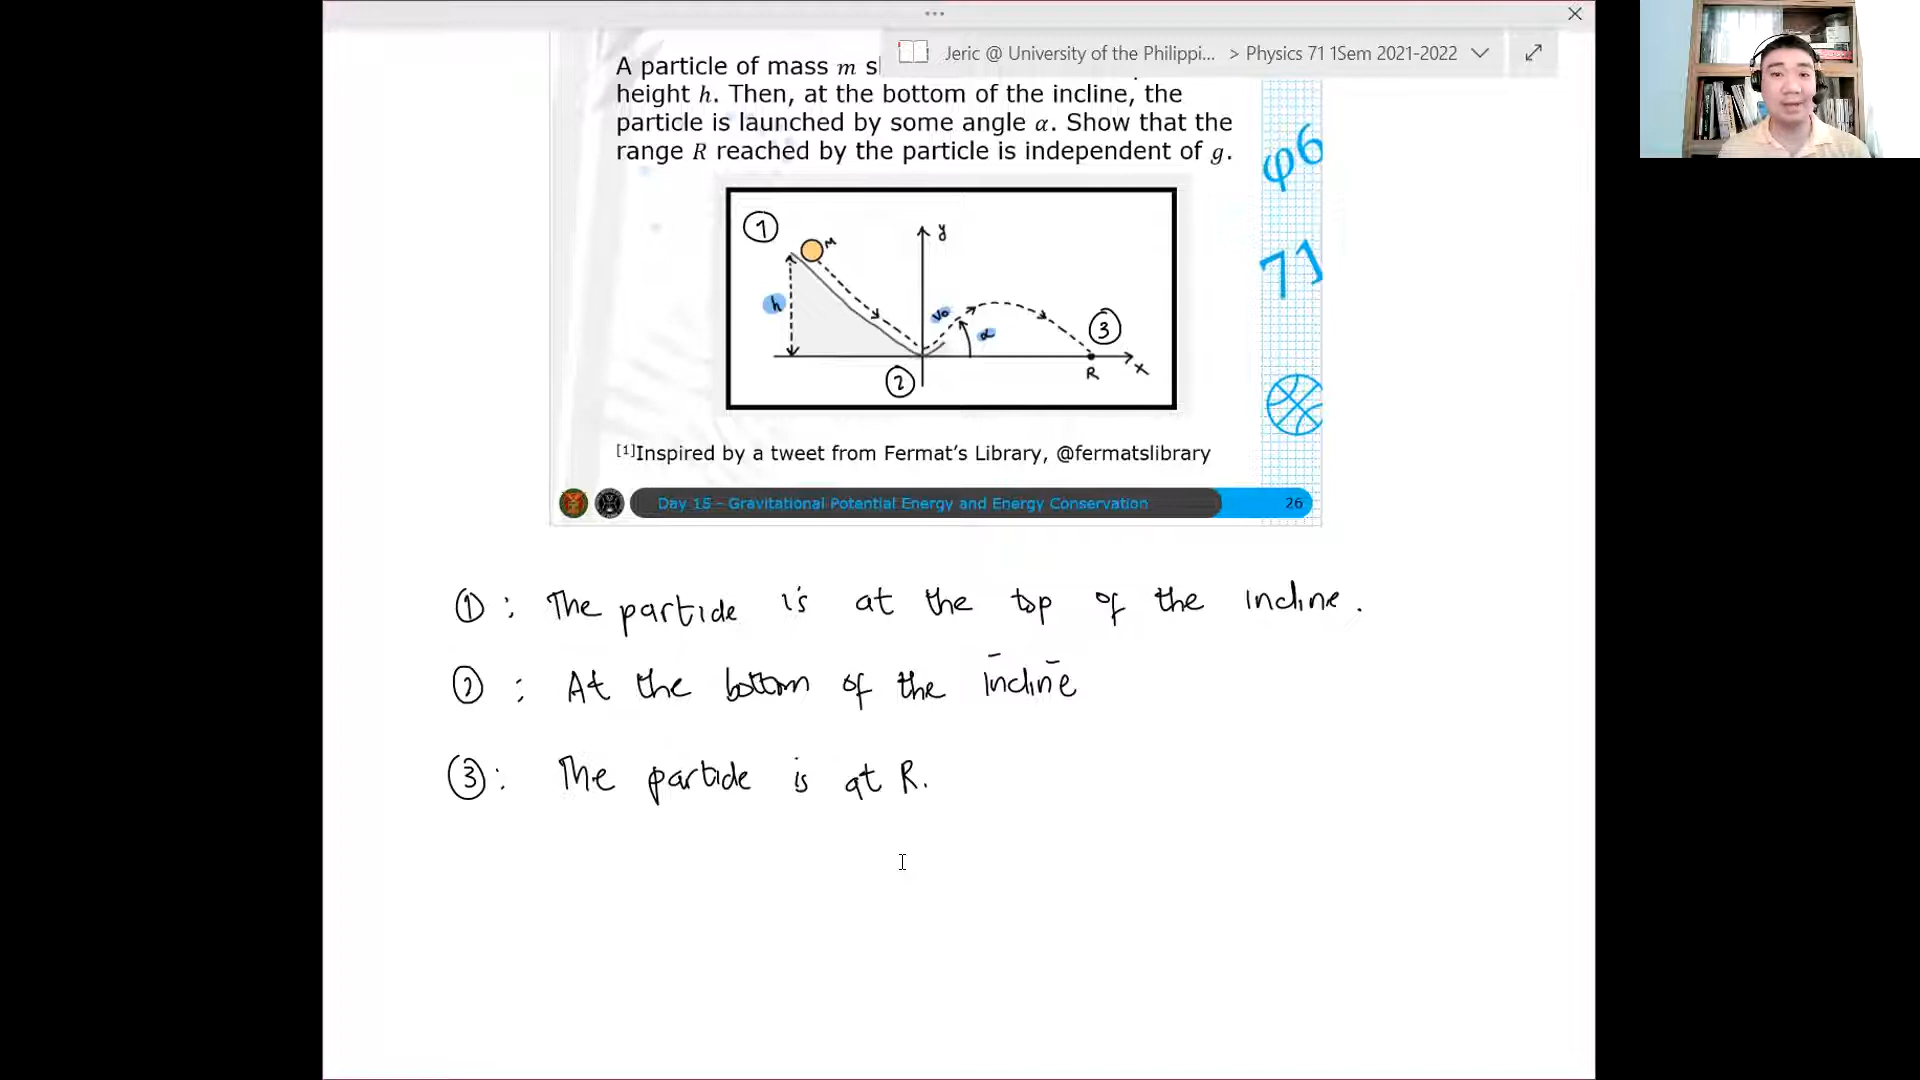 ...
Jeric @ University of the Philippi... > Physics 71 1Sem 2021-2022
A particle of mass m sl
height h. Then, at the bottom of the incline, the
particle is launched by some angle α. Show that the
range R reached by the particle is independent of g.
φ6
71
1
M
y
h
v₀
α
3
2
R
x
[1]Inspired by a tweet from Fermat's Library, @fermatslibrary
Day 15 – Gravitational Potential Energy and Energy Conservation
26
①: The particle is at the top of the incline.
②: At the bottom of the incline
③: The particle is at R.